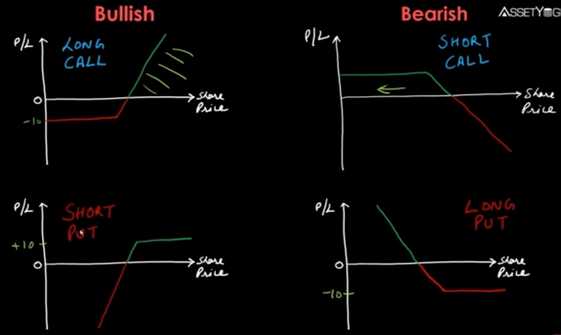 Bullish
Bearish
ASSETYOGI
P/L
LONG
CALL
0
-10
Share
Price
P/L
SHORT
CALL
Share
Price
P/L
SHORT
PUT
+10
0
Share
Price
P/L
LONG
PUT
0
-10
Share
Price